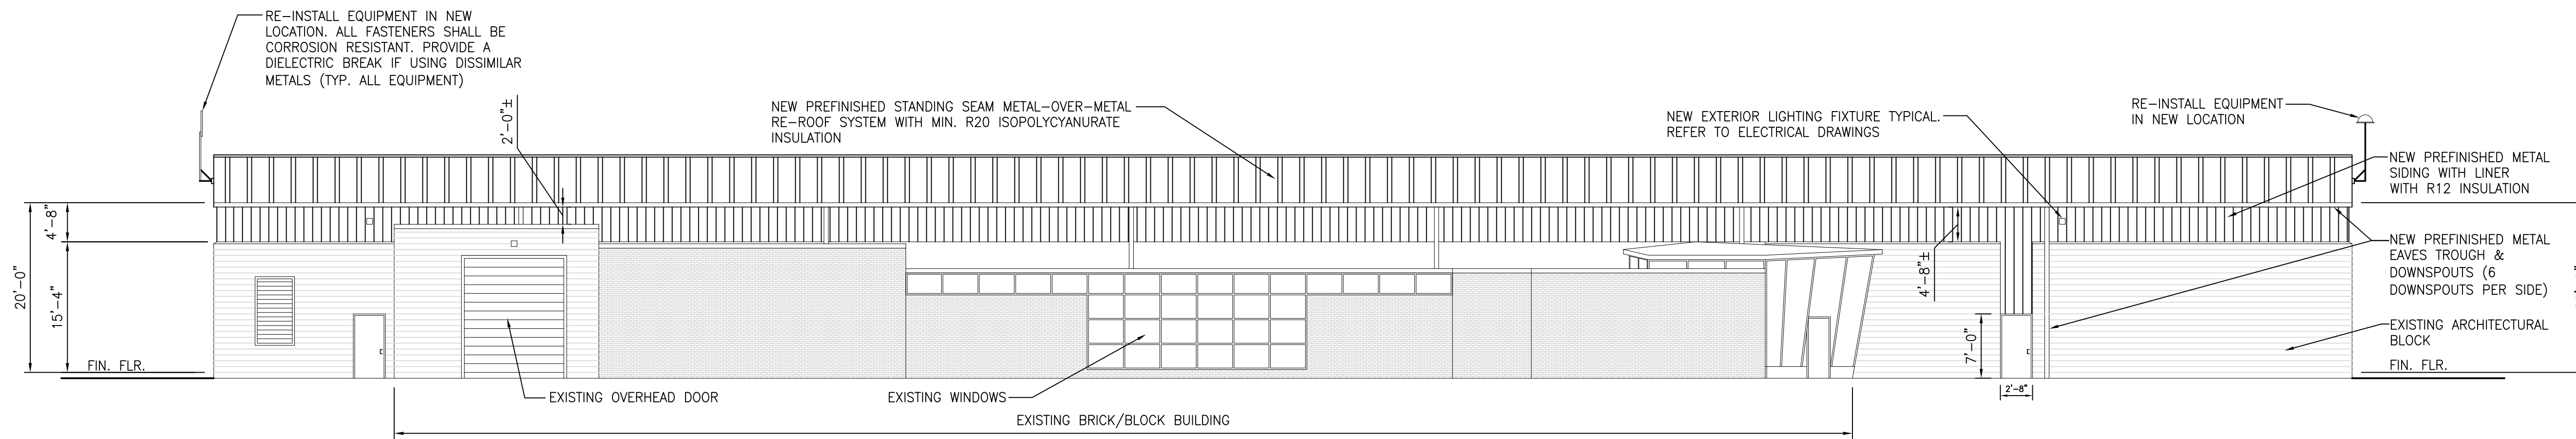 RE-INSTALL EQUIPMENT IN NEW
LOCATION. ALL FASTENERS SHALL BE
CORROSION RESISTANT. PROVIDE A
DIELECTRIC BREAK IF USING DISSIMILAR
METALS (TYP. ALL EQUIPMENT)
2'-0"±
NEW PREFINISHED STANDING SEAM METAL-OVER-METAL
RE-ROOF SYSTEM WITH MIN. R20 ISOPOLYCYANURATE
INSULATION
NEW EXTERIOR LIGHTING FIXTURE TYPICAL.
REFER TO ELECTRICAL DRAWINGS
RE-INSTALL EQUIPMENT
IN NEW LOCATION
NEW PREFINISHED METAL
SIDING WITH LINER
WITH R12 INSULATION
NEW PREFINISHED METAL
EAVES TROUGH &
DOWNSPOUTS (6
DOWNSPOUTS PER SIDE)
EXISTING ARCHITECTURAL
BLOCK
FIN. FLR.
20'-0"
4'-8"
15'-4"
FIN. FLR.
4'-8"±
7'-0"
2'-8"
EXISTING OVERHEAD DOOR
EXISTING WINDOWS
EXISTING BRICK/BLOCK BUILDING